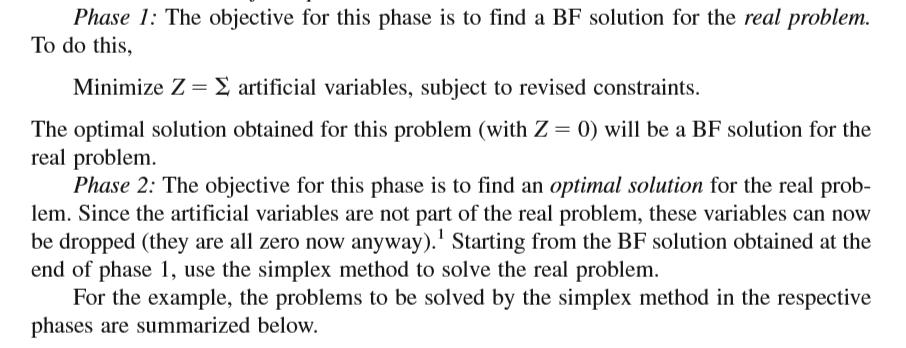 Phase 1: The objective for this phase is to find a BF solution for the real problem.
To do this,
Minimize Z = Σ artificial variables, subject to revised constraints.
The optimal solution obtained for this problem (with Z = 0) will be a BF solution for the
real problem.
Phase 2: The objective for this phase is to find an optimal solution for the real prob-
lem. Since the artificial variables are not part of the real problem, these variables can now
be dropped (they are all zero now anyway).¹ Starting from the BF solution obtained at the
end of phase 1, use the simplex method to solve the real problem.
For the example, the problems to be solved by the simplex method in the respective
phases are summarized below.